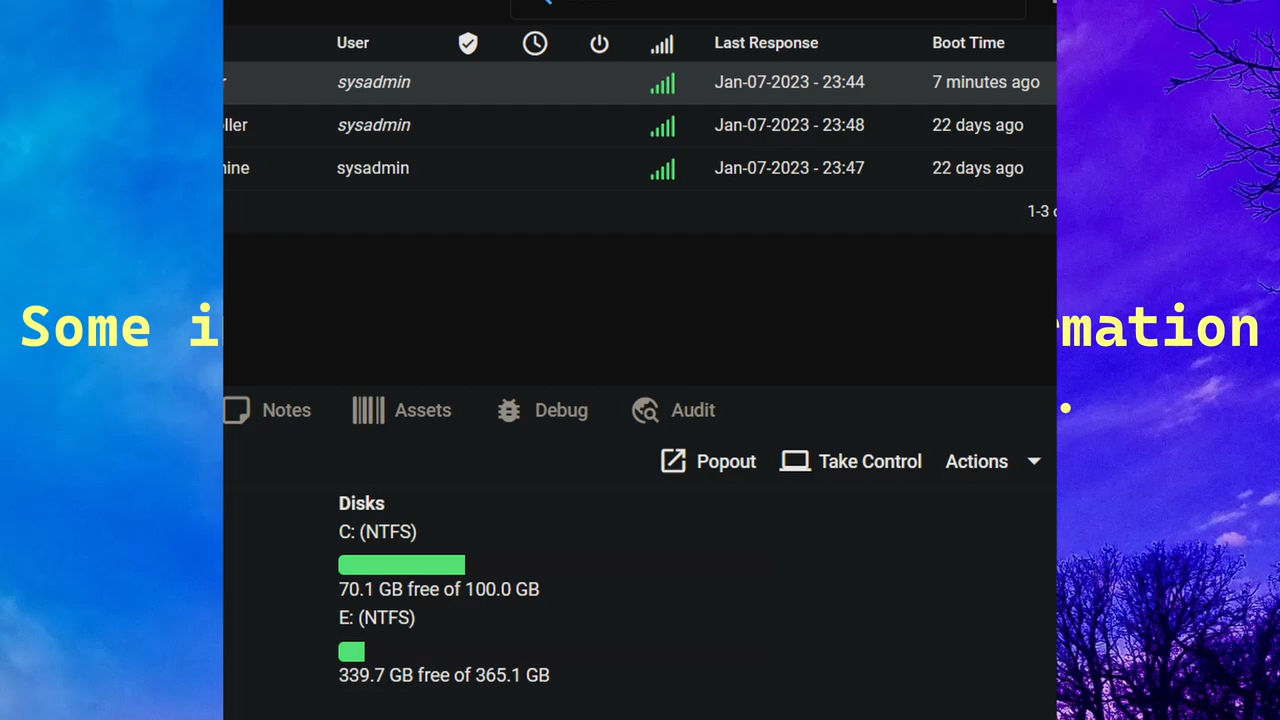 User Last Response Boot Time
sysadmin Jan-07-2023 - 23:44 7 minutes ago
ller sysadmin Jan-07-2023 - 23:48 22 days ago
nine sysadmin Jan-07-2023 - 23:47 22 days ago
1-3
Some i rmation
.
Notes Assets Debug Audit
Popout Take Control Actions
Disks
C: (NTFS)
70.1 GB free of 100.0 GB
E: (NTFS)
339.7 GB free of 365.1 GB